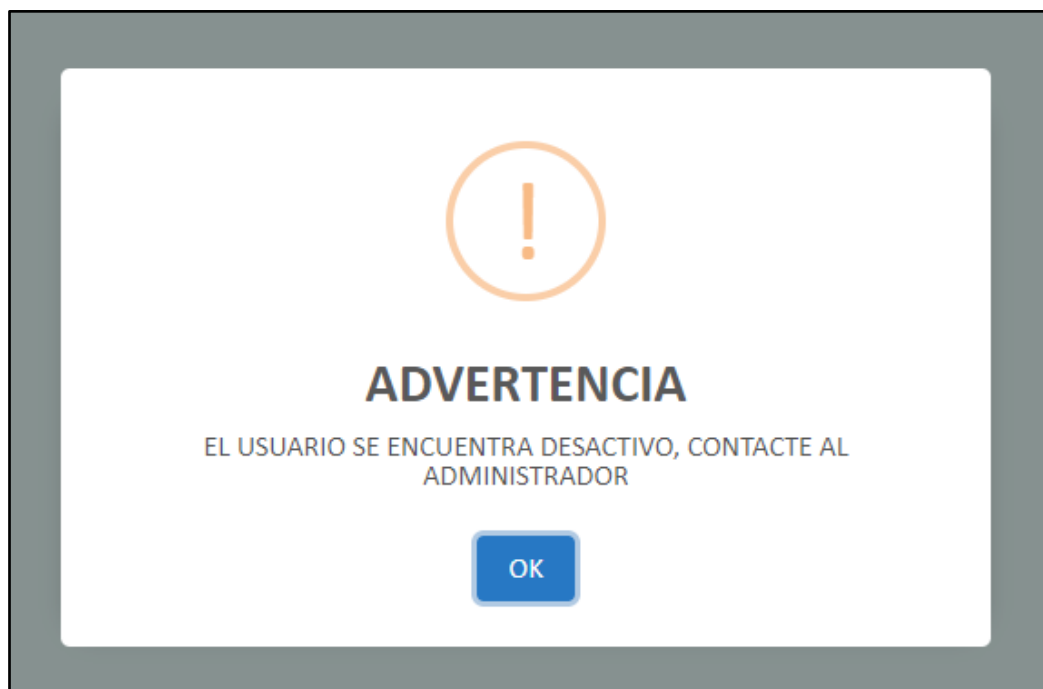 !
ADVERTENCIA
EL USUARIO SE ENCUENTRA DESACTIVO, CONTACTE AL
ADMINISTRADOR
OK